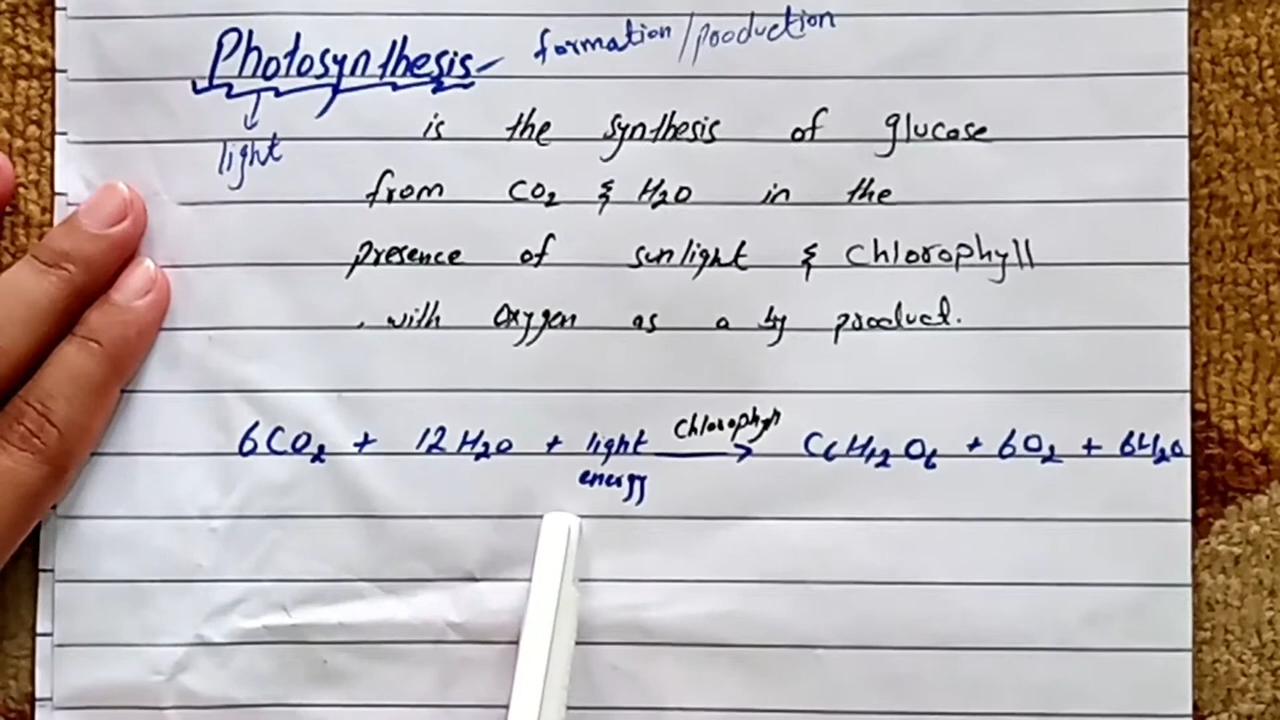 Photosynthesis - formation/production
light
is the synthesis of glucose
from CO₂ & H₂O in the
presence of sunlight & Chlorophyll
. with oxygen as a by product.
6CO₂ + 12H₂O + light energy Chlorophyll → C₆H₁₂O₆ + 6O₂ + 6H₂O